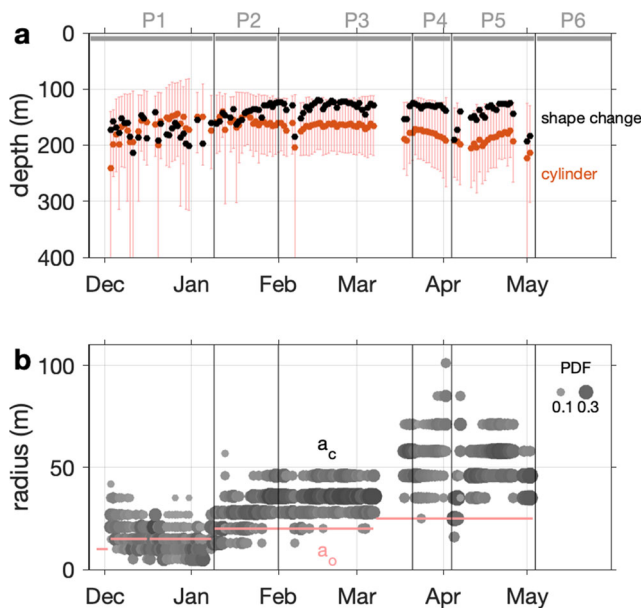 P1 P2 P3 P4 P5 P6
a
0
100
200
300
400
depth (m)
shape change
cylinder
Dec Jan Feb Mar Apr May
b
100
50
0
radius (m)
PDF
0.1 0.3
a_c
a_o
Dec Jan Feb Mar Apr May